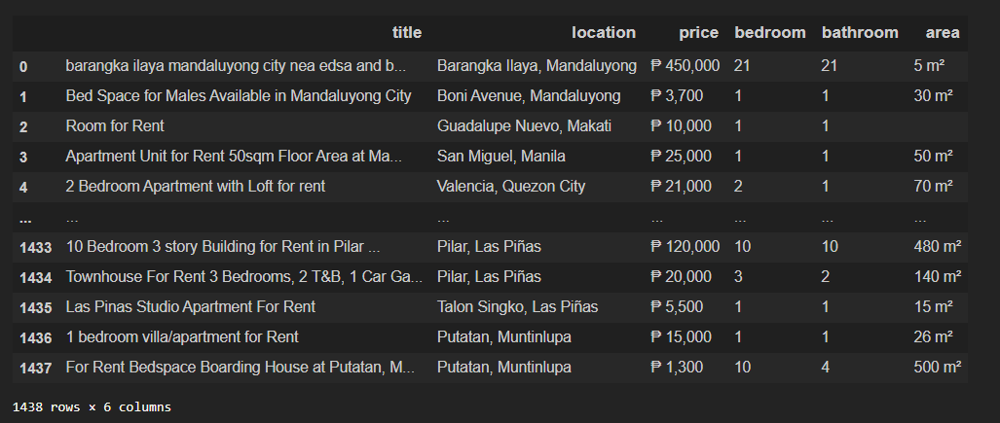 title location price bedroom bathroom area
0 barangka ilaya mandaluyong city nea edsa and b... Barangka Ilaya, Mandaluyong ₱ 450,000 21 21 5 m²
1 Bed Space for Males Available in Mandaluyong City Boni Avenue, Mandaluyong ₱ 3,700 1 1 30 m²
2 Room for Rent Guadalupe Nuevo, Makati ₱ 10,000 1 1
3 Apartment Unit for Rent 50sqm Floor Area at Ma... San Miguel, Manila ₱ 25,000 1 1 50 m²
4 2 Bedroom Apartment with Loft for rent Valencia, Quezon City ₱ 21,000 2 1 70 m²
... ... ... ... ... ... ...
1433 10 Bedroom 3 story Building for Rent in Pilar ... Pilar, Las Piñas ₱ 120,000 10 10 480 m²
1434 Townhouse For Rent 3 Bedrooms, 2 T&B, 1 Car Ga... Pilar, Las Piñas ₱ 20,000 3 2 140 m²
1435 Las Pinas Studio Apartment For Rent Talon Singko, Las Piñas ₱ 5,500 1 1 15 m²
1436 1 bedroom villa/apartment for Rent Putatan, Muntinlupa ₱ 15,000 1 1 26 m²
1437 For Rent Bedspace Boarding House at Putatan, M... Putatan, Muntinlupa ₱ 1,300 10 4 500 m²
1438 rows × 6 columns